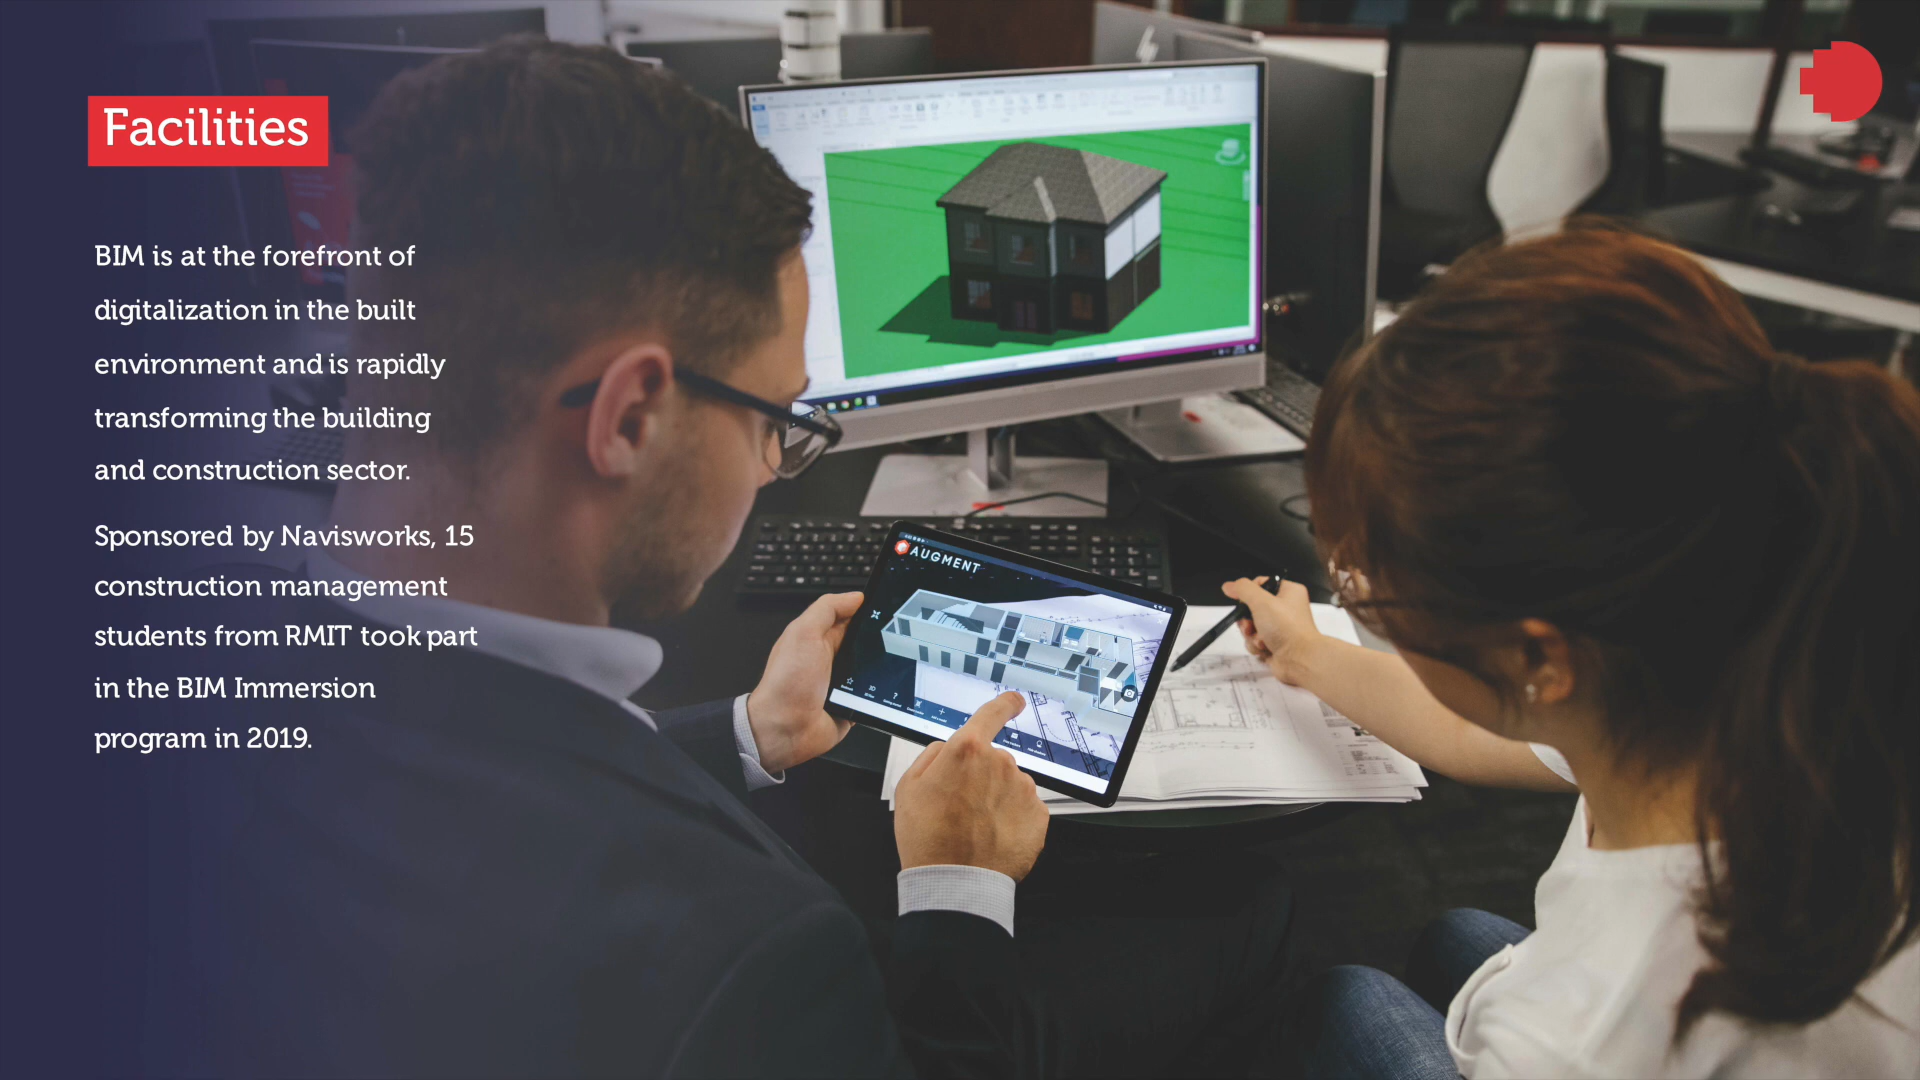 Facilities
BIM is at the forefront of
digitalization in the built
environment and is rapidly
transforming the building
and construction sector.
Sponsored by Navisworks, 15
construction management
students from RMIT took part
in the BIM Immersion
program in 2019.
AUGMENT